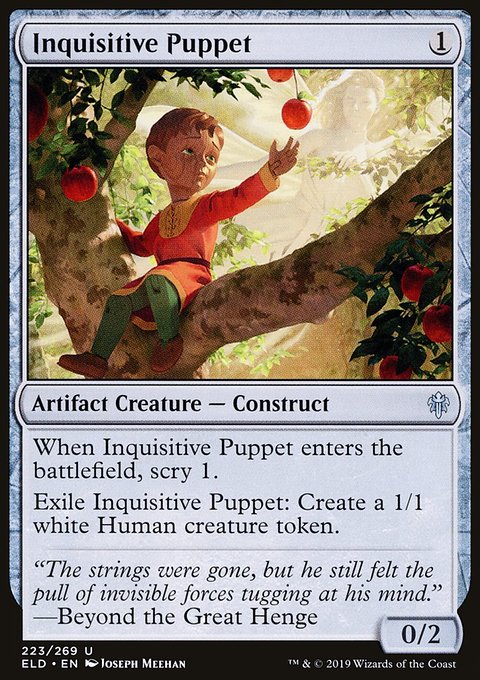 Inquisitive Puppet 1
Artifact Creature — Construct
When Inquisitive Puppet enters the
battlefield, scry 1.
Exile Inquisitive Puppet: Create a 1/1
white Human creature token.
“The strings were gone, but he still felt the
pull of invisible forces tugging at his mind.”
—Beyond the Great Henge
0/2
223/269 U
ELD • EN Joseph Meehan
™ & © 2019 Wizards of the Coast